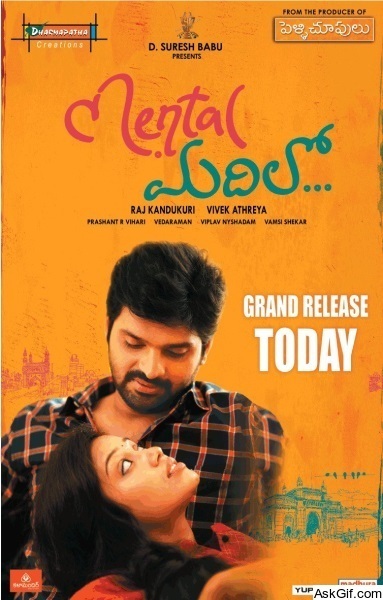 DHARMAPATHA
Creations
FROM THE PRODUCER OF
పెళ్ళిచూపులు
D. SURESH BABU
PRESENTS
Mental
మదిలో...
RAJ KANDUKURI VIVEK ATHREYA
PRASHANT R VIHARI VEDARAMAN VIPLAV NYSHADAM VAMSI SHEKAR
GRAND RELEASE
TODAY
madhura
YUP
AskGif.com